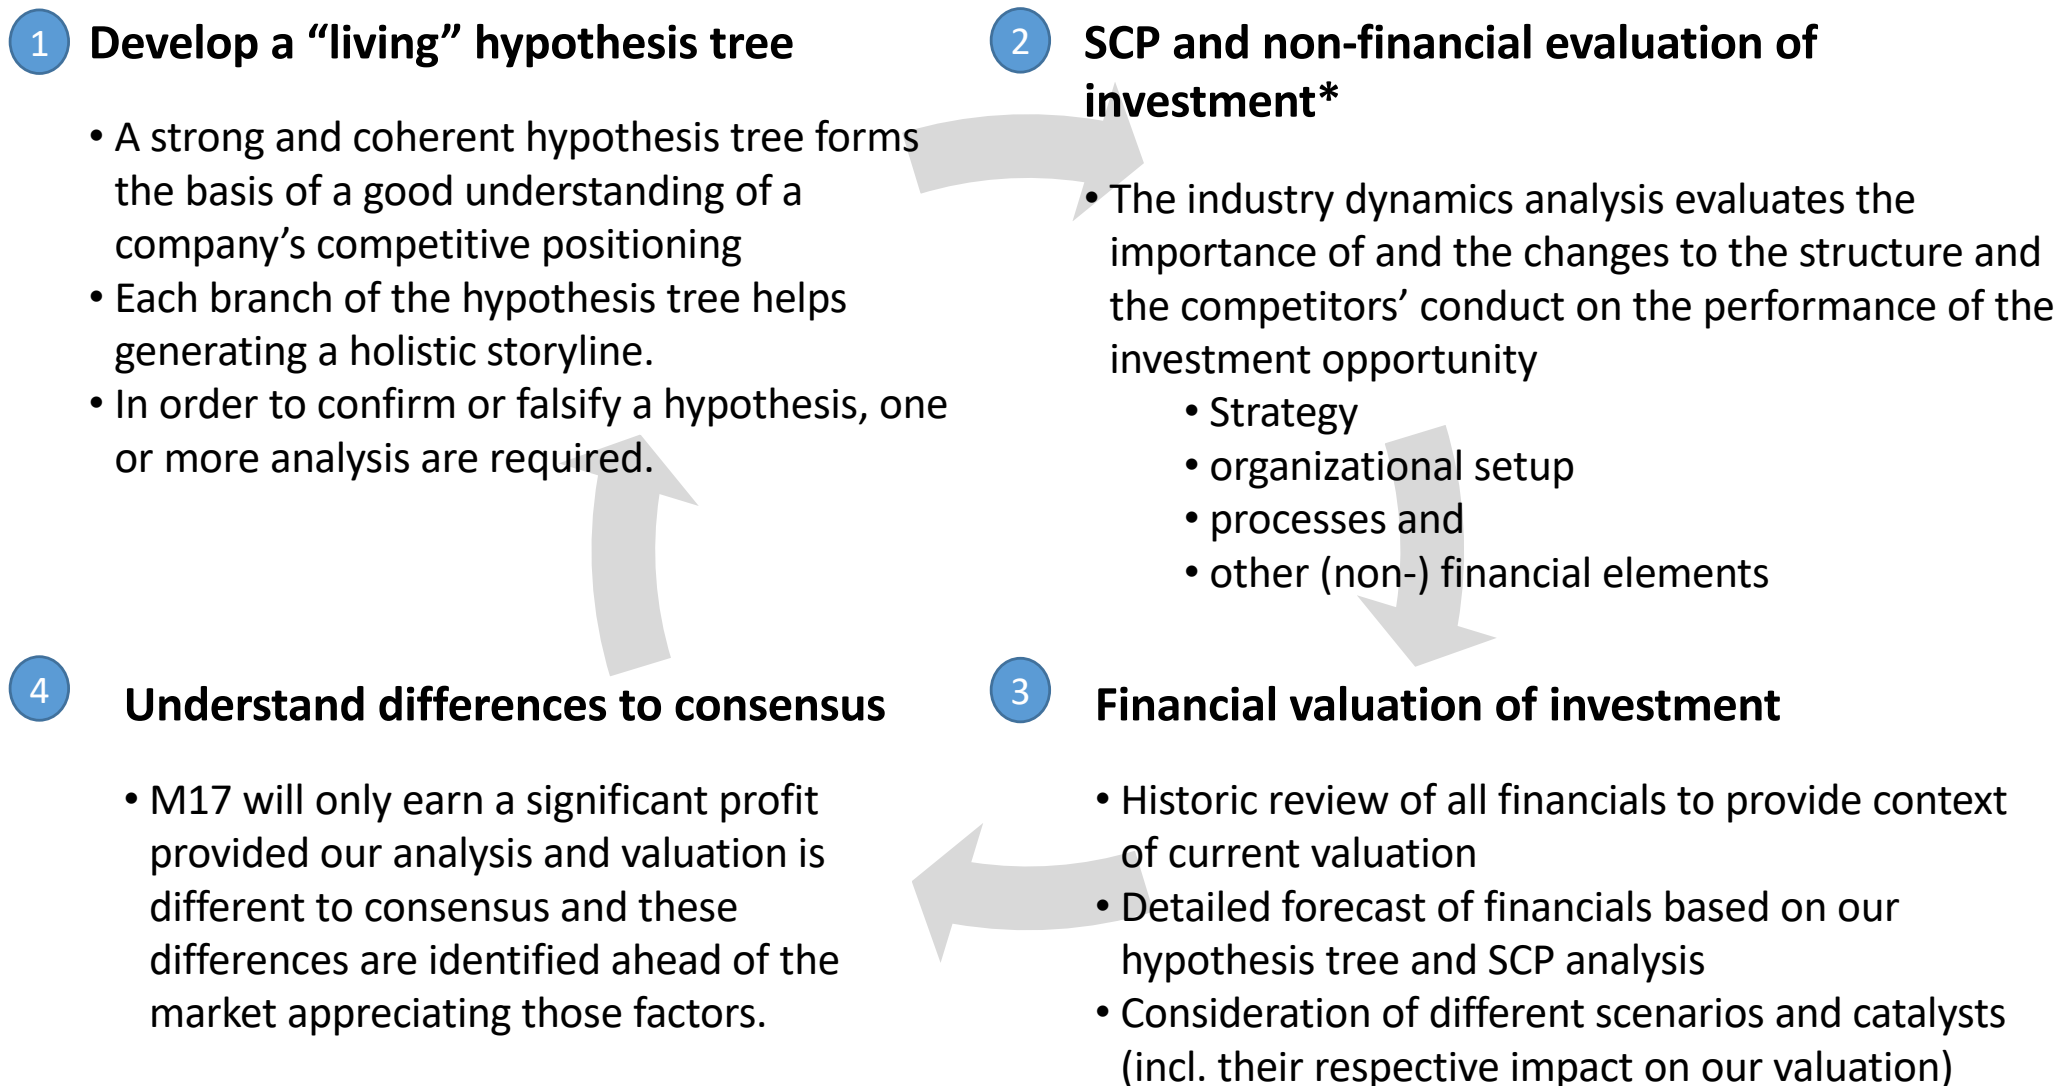 1
Develop a “living” hypothesis tree
• A strong and coherent hypothesis tree forms
the basis of a good understanding of a
company’s competitive positioning
• Each branch of the hypothesis tree helps
generating a holistic storyline.
• In order to confirm or falsify a hypothesis, one
or more analysis are required.
2
SCP and non-financial evaluation of
investment*
• The industry dynamics analysis evaluates the
importance of and the changes to the structure and
the competitors’ conduct on the performance of the
investment opportunity
• Strategy
• organizational setup
• processes and
• other (non-) financial elements
3
Financial valuation of investment
• Historic review of all financials to provide context
of current valuation
• Detailed forecast of financials based on our
hypothesis tree and SCP analysis
• Consideration of different scenarios and catalysts
(incl. their respective impact on our valuation)
4
Understand differences to consensus
• M17 will only earn a significant profit
provided our analysis and valuation is
different to consensus and these
differences are identified ahead of the
market appreciating those factors.